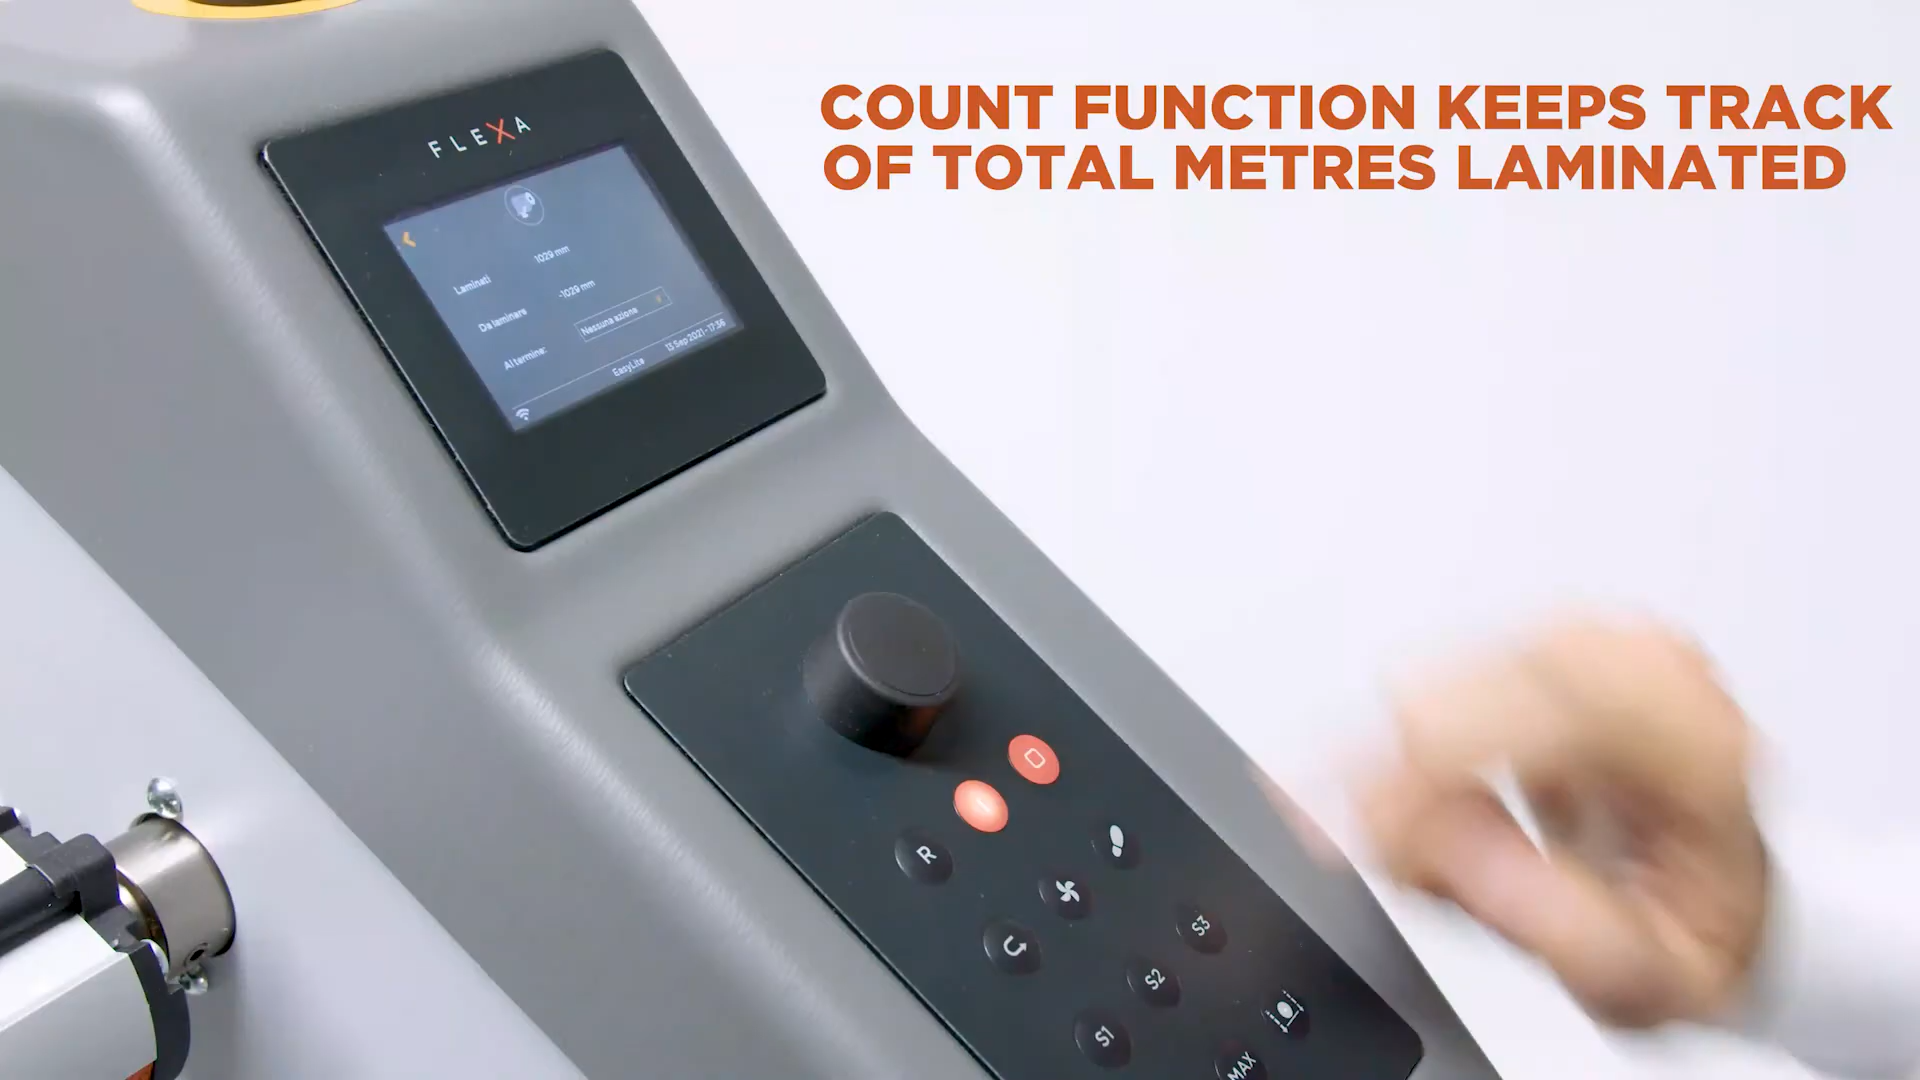 COUNT FUNCTION KEEPS TRACK
OF TOTAL METRES LAMINATED
FLEXA
Laminati 1029 mm
Da laminare -1029 mm
Al termine: Nessuna azione
EasyLite 13 Sep 2021 - 17:36
R
S3
S2
S1
MAX